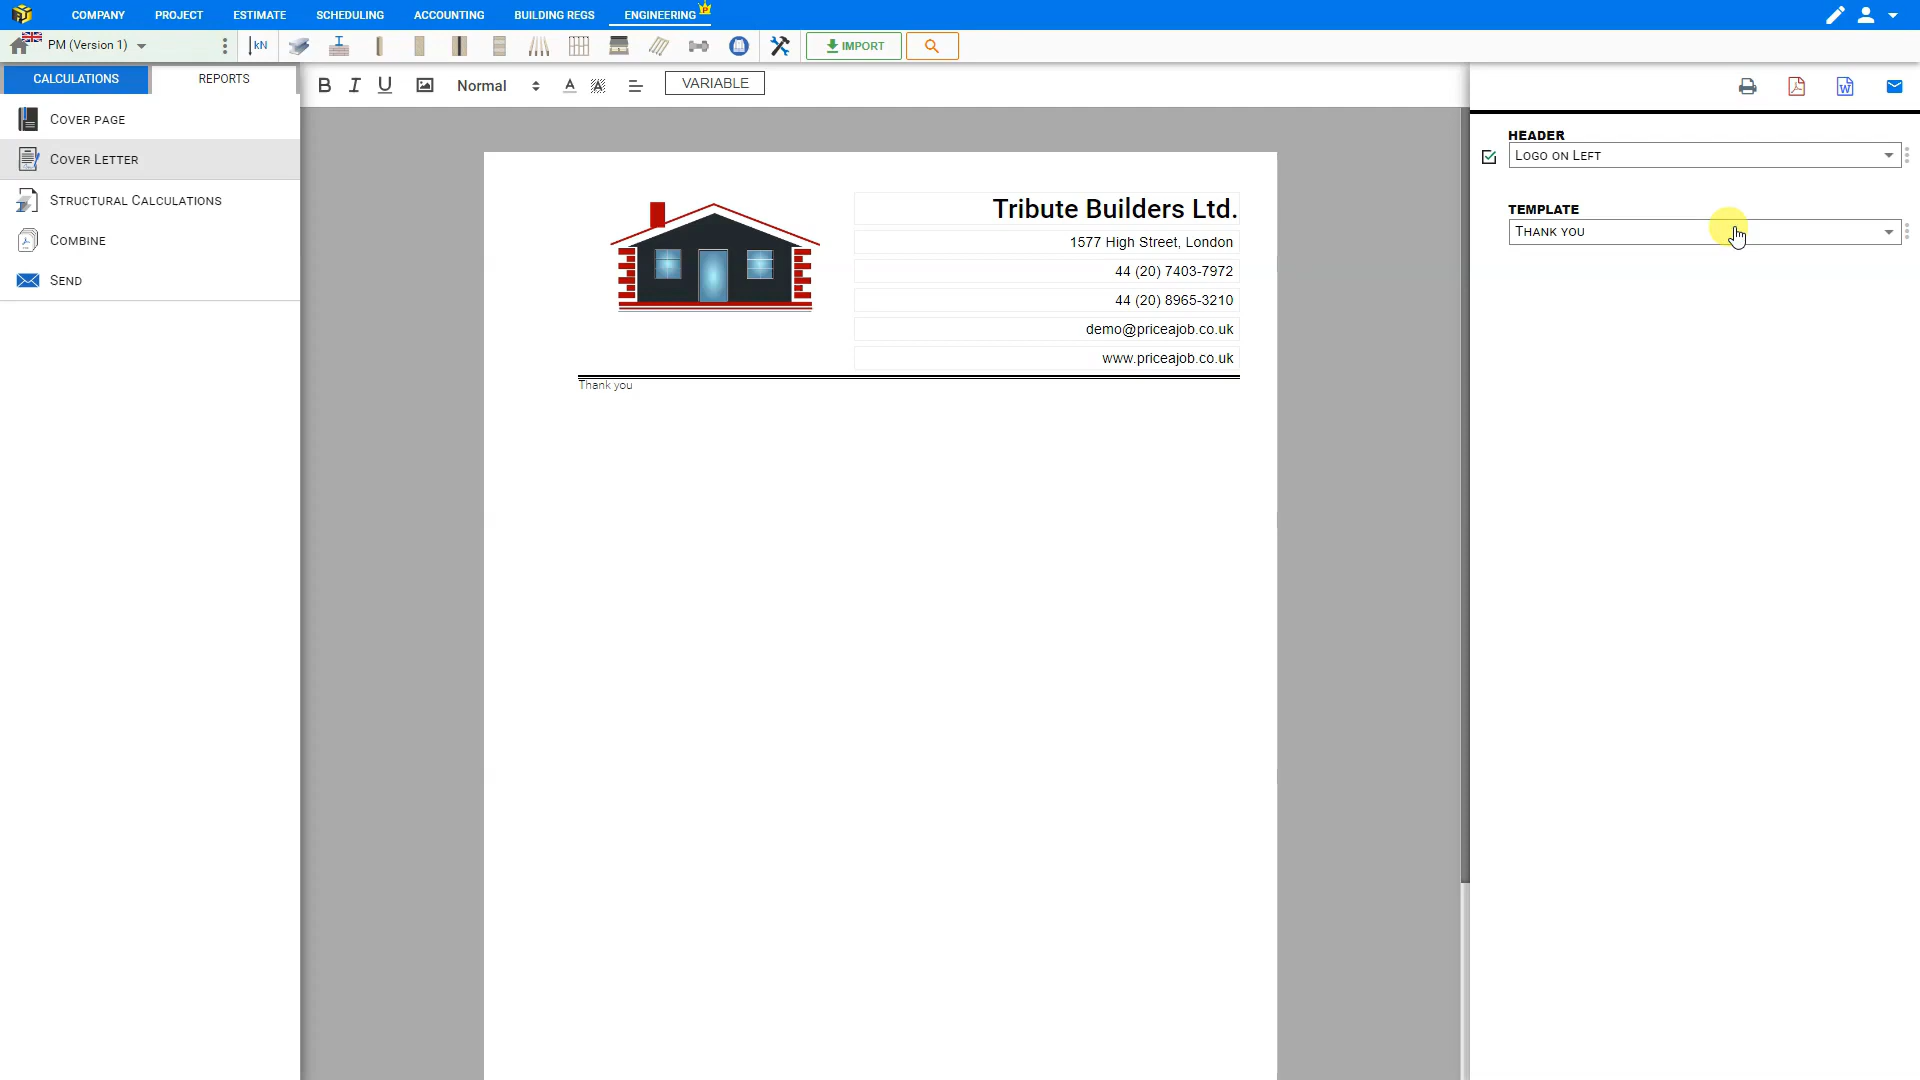 COMPANY PROJECT ESTIMATE SCHEDULING ACCOUNTING BUILDING REGS ENGINEERING
PM (Version 1) kN IMPORT
CALCULATIONS REPORTS
B I U Normal A VARIABLE
COVER PAGE
COVER LETTER
STRUCTURAL CALCULATIONS
COMBINE
SEND
Tribute Builders Ltd.
1577 High Street, London
44 (20) 7403-7972
44 (20) 8965-3210
demo@priceajob.co.uk
www.priceajob.co.uk
Thank you
HEADER
LOGO ON LEFT
TEMPLATE
THANK YOU